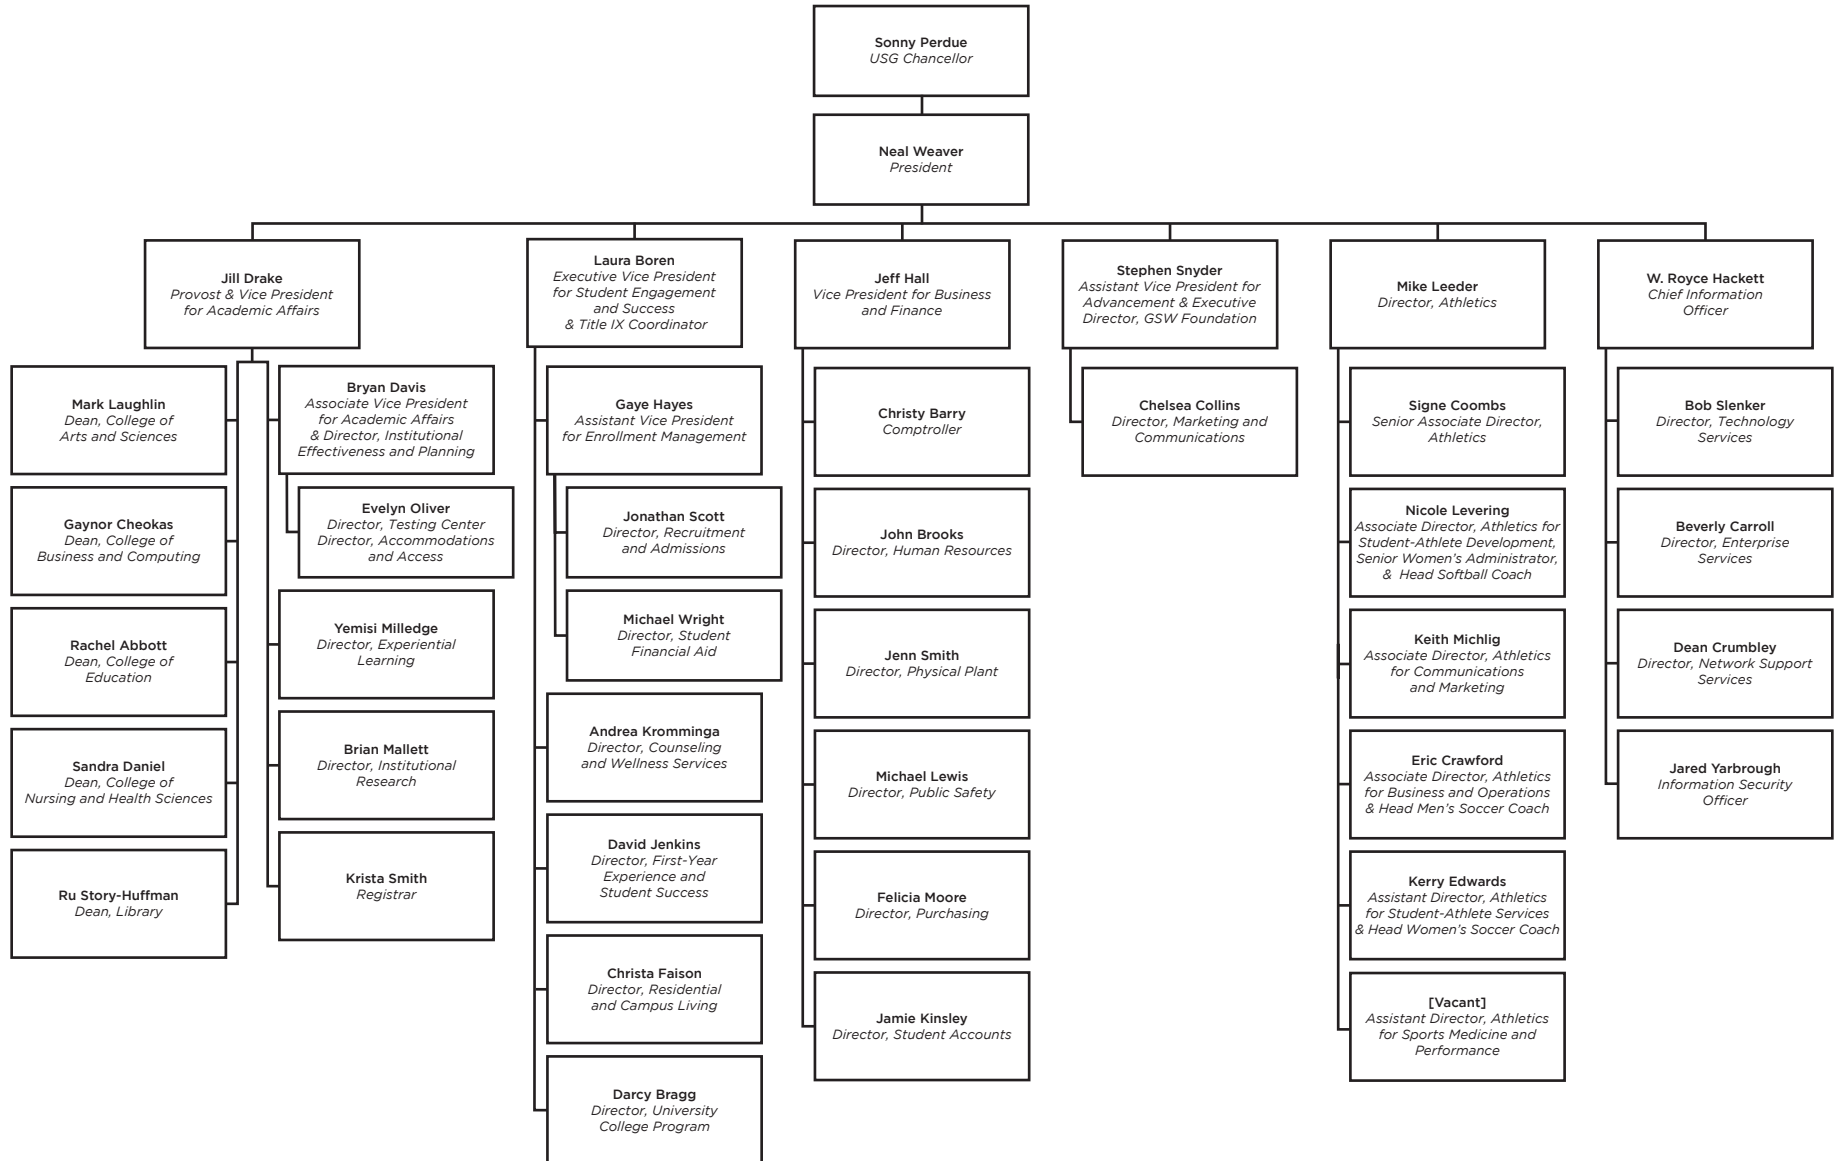 Sonny Perdue
USG Chancellor
Neal Weaver
President
Jill Drake
Provost & Vice President
for Academic Affairs
Mark Laughlin
Dean, College of
Arts and Sciences
Gaynor Cheokas
Dean, College of
Business and Computing
Rachel Abbott
Dean, College of
Education
Sandra Daniel
Dean, College of
Nursing and Health Sciences
Ru Story-Huffman
Dean, Library
Bryan Davis
Associate Vice President
for Academic Affairs
& Director, Institutional
Effectiveness and Planning
Evelyn Oliver
Director, Testing Center
Director, Accommodations
and Access
Yemisi Milledge
Director, Experiential
Learning
Brian Mallett
Director, Institutional
Research
Krista Smith
Registrar
Laura Boren
Executive Vice President
for Student Engagement
and Success
& Title IX Coordinator
Gaye Hayes
Assistant Vice President
for Enrollment Management
Jonathan Scott
Director, Recruitment
and Admissions
Michael Wright
Director, Student
Financial Aid
Andrea Kromminga
Director, Counseling
and Wellness Services
David Jenkins
Director, First-Year
Experience and
Student Success
Christa Faison
Director, Residential
and Campus Living
Darcy Bragg
Director, University
College Program
Jeff Hall
Vice President for Business
and Finance
Christy Barry
Comptroller
John Brooks
Director, Human Resources
Jenn Smith
Director, Physical Plant
Michael Lewis
Director, Public Safety
Felicia Moore
Director, Purchasing
Jamie Kinsley
Director, Student Accounts
Stephen Snyder
Assistant Vice President for
Advancement & Executive
Director, GSW Foundation
Chelsea Collins
Director, Marketing and
Communications
Mike Leeder
Director, Athletics
Signe Coombs
Senior Associate Director,
Athletics
Nicole Levering
Associate Director, Athletics for
Student-Athlete Development,
Senior Women's Administrator,
& Head Softball Coach
Keith Michlig
Associate Director, Athletics
for Communications
and Marketing
Eric Crawford
Associate Director, Athletics
for Business and Operations
& Head Men's Soccer Coach
Kerry Edwards
Assistant Director, Athletics
for Student-Athlete Services
& Head Women's Soccer Coach
[Vacant]
Assistant Director, Athletics
for Sports Medicine and
Performance
W. Royce Hackett
Chief Information
Officer
Bob Slenker
Director, Technology
Services
Beverly Carroll
Director, Enterprise
Services
Dean Crumbley
Director, Network Support
Services
Jared Yarbrough
Information Security
Officer